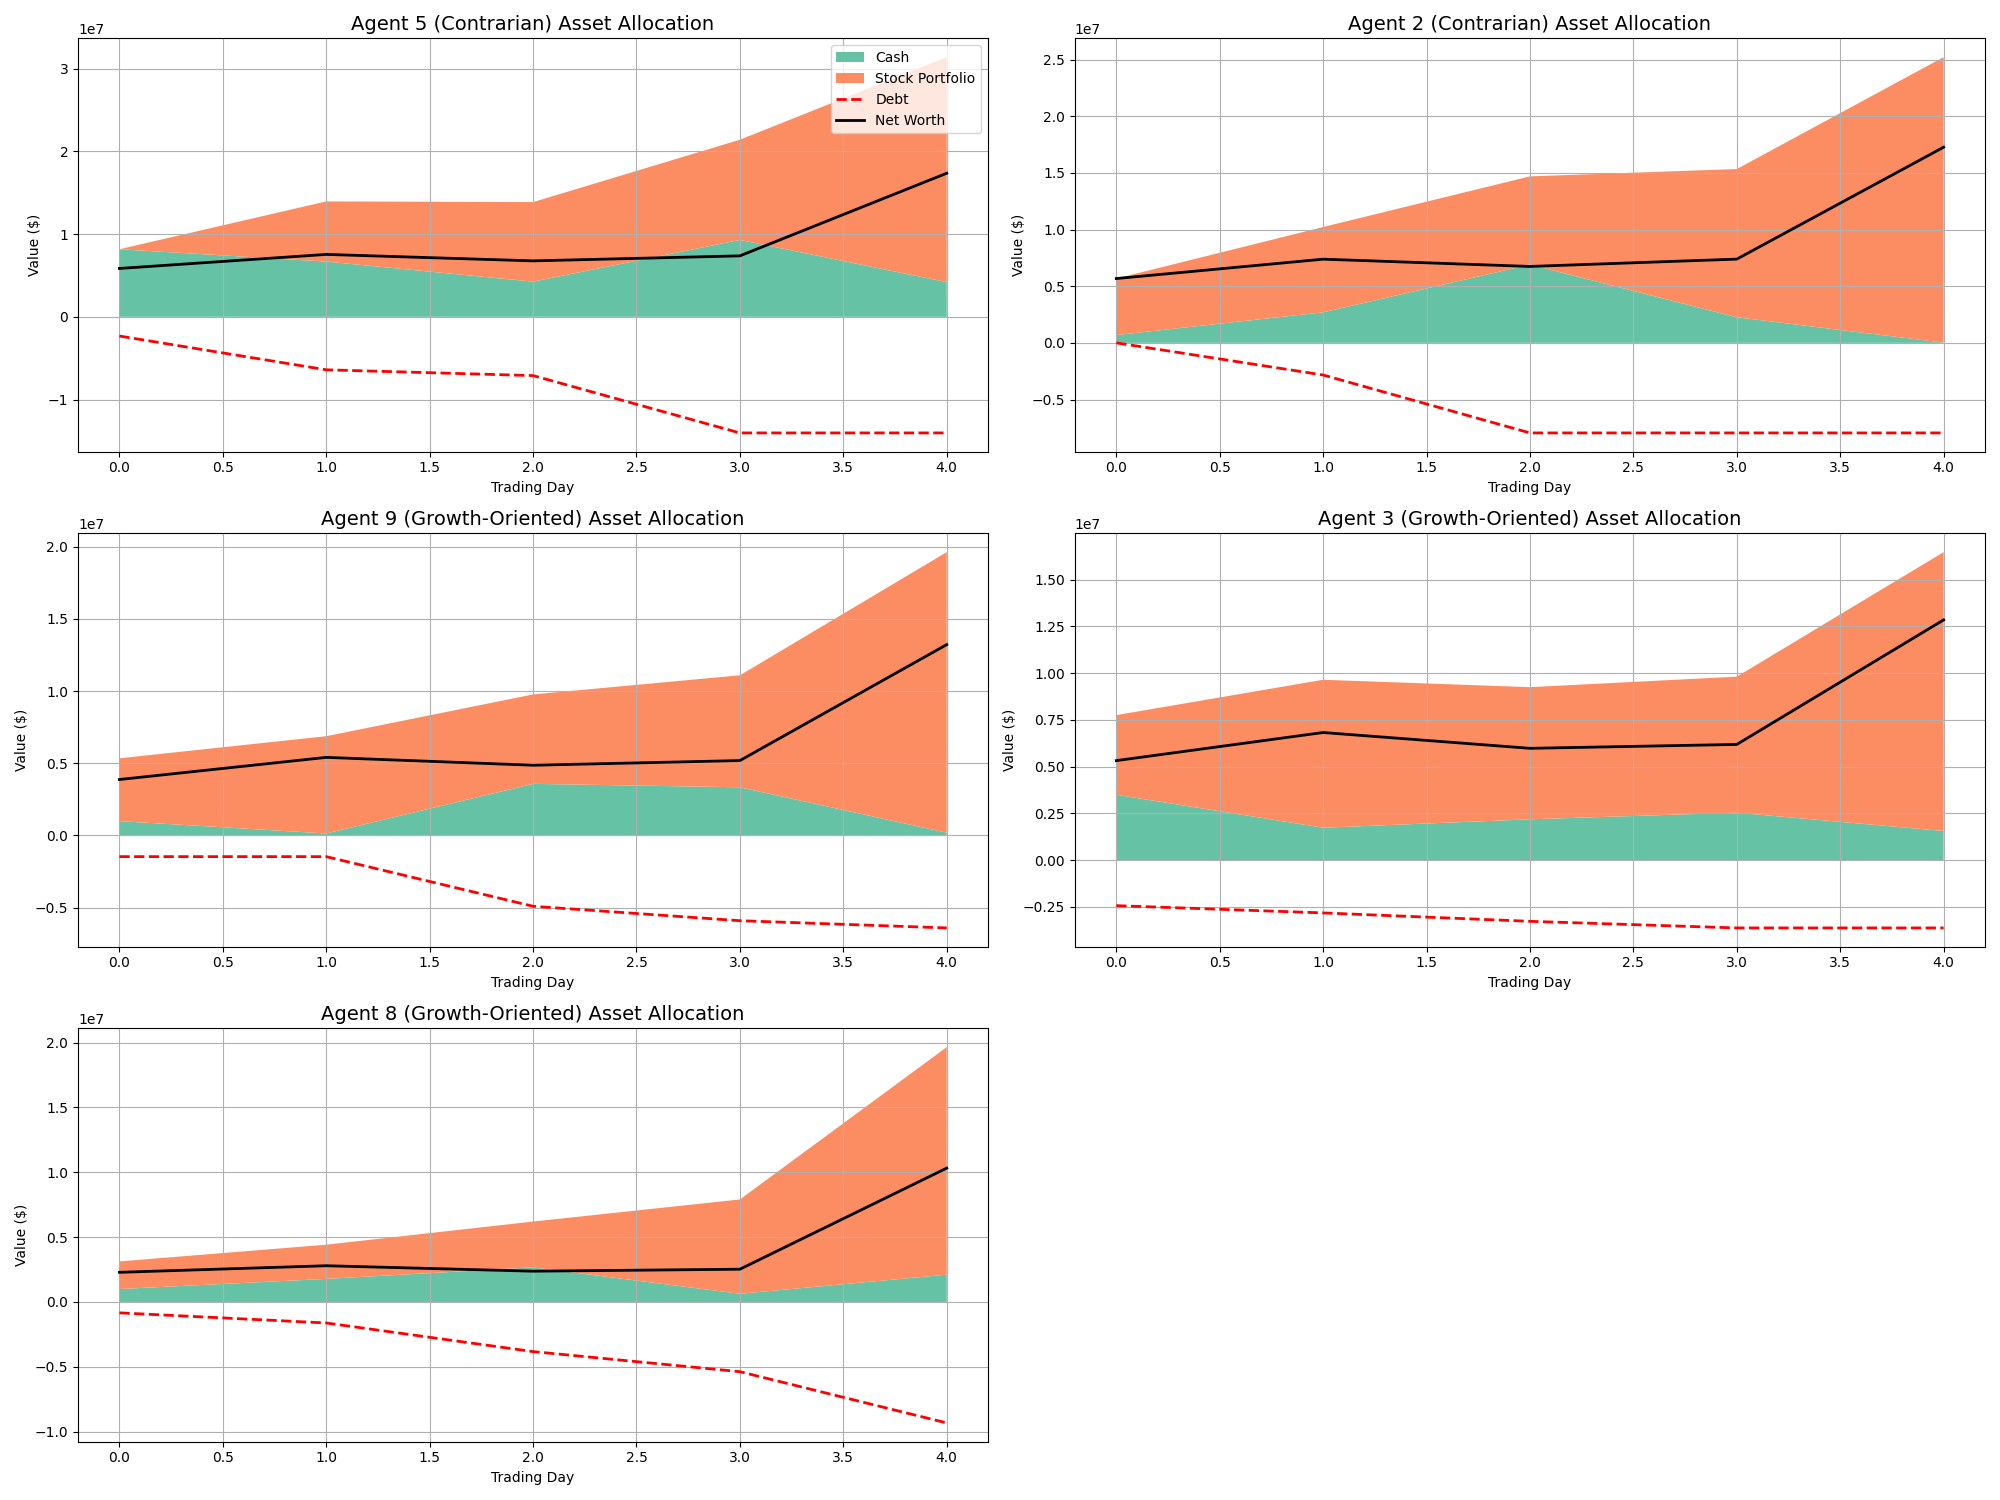 Agent 5 (Contrarian) Asset Allocation
1e7
Value ($)
3
2
1
0
−1
Cash
Stock Portfolio
Debt
Net Worth
0.0 0.5 1.0 1.5 2.0 2.5 3.0 3.5 4.0
Trading Day
Agent 2 (Contrarian) Asset Allocation
1e7
Value ($)
2.5
2.0
1.5
1.0
0.5
0.0
−0.5
0.0 0.5 1.0 1.5 2.0 2.5 3.0 3.5 4.0
Trading Day
Agent 9 (Growth-Oriented) Asset Allocation
1e7
Value ($)
2.0
1.5
1.0
0.5
0.0
−0.5
0.0 0.5 1.0 1.5 2.0 2.5 3.0 3.5 4.0
Trading Day
Agent 3 (Growth-Oriented) Asset Allocation
1e7
Value ($)
1.50
1.25
1.00
0.75
0.50
0.25
0.00
−0.25
0.0 0.5 1.0 1.5 2.0 2.5 3.0 3.5 4.0
Trading Day
Agent 8 (Growth-Oriented) Asset Allocation
1e7
Value ($)
2.0
1.5
1.0
0.5
0.0
−0.5
−1.0
0.0 0.5 1.0 1.5 2.0 2.5 3.0 3.5 4.0
Trading Day